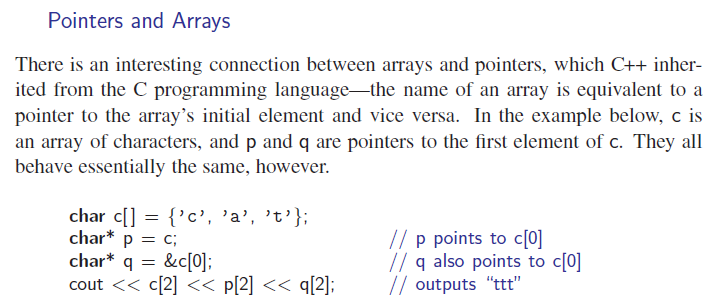 Pointers and Arrays
There is an interesting connection between arrays and pointers, which C++ inher-
ited from the C programming language—the name of an array is equivalent to a
pointer to the array's initial element and vice versa. In the example below, c is
an array of characters, and p and q are pointers to the first element of c. They all
behave essentially the same, however.
char c[] = {'c', 'a', 't'};
char* p = c; // p points to c[0]
char* q = &c[0]; // q also points to c[0]
cout << c[2] << p[2] << q[2]; // outputs “ttt”